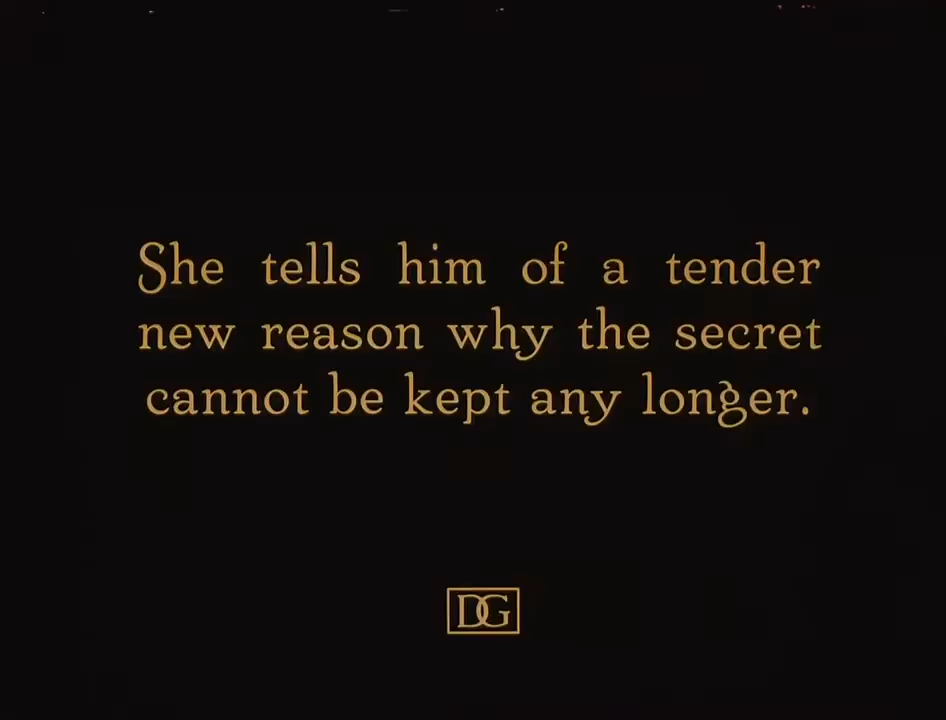 She tells him of a tender
new reason why the secret
cannot be kept any longer.
DG